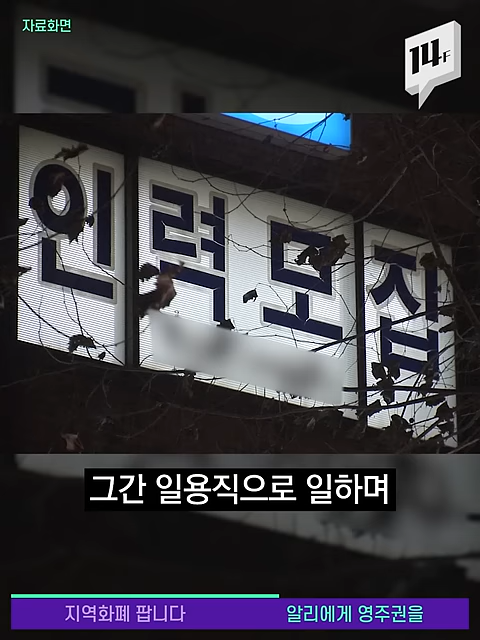 자료화면
14F
인력모집
그간 일용직으로 일하며
지역화폐 팝니다
알리에게 영주권을